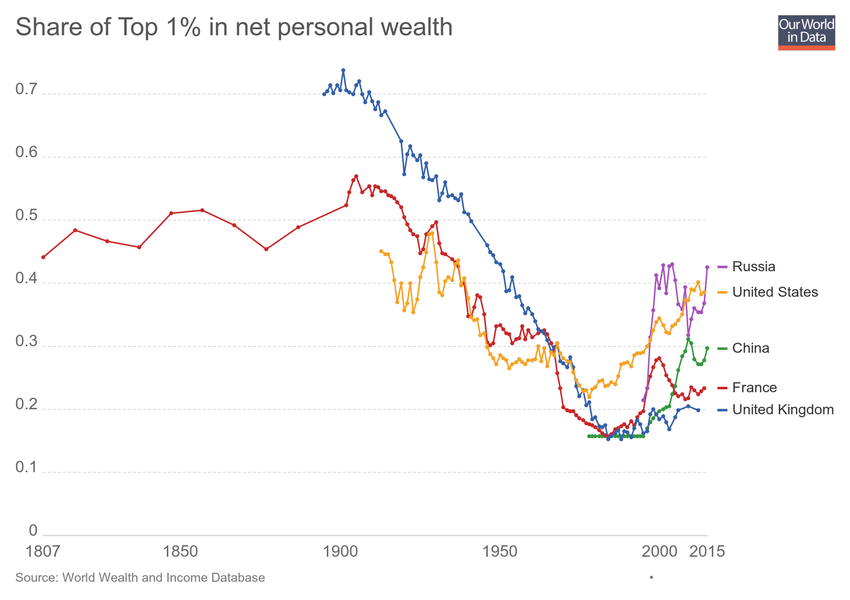 Share of Top 1% in net personal wealth
Our World
in Data
0.7
0.6
0.5
0.4
0.3
0.2
0.1
0
1807
1850
1900
1950
2000
2015
Russia
United States
China
France
United Kingdom
Source: World Wealth and Income Database